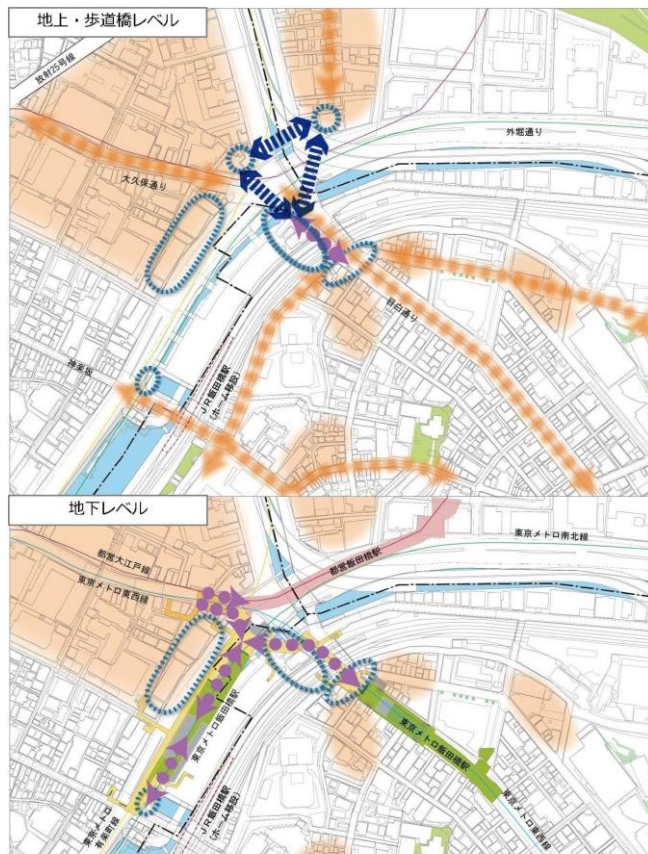 地上・歩道橋レベル
放射25号線
外堀通り
大久保通り
目白通り
神楽坂
JR飯田橋駅
(ホーム移設)
地下レベル
東京メトロ南北線
都営大江戸線
都営飯田橋駅
東京メトロ東西線
東京メトロ飯田橋駅
東京メトロ飯田橋駅
JR飯田橋駅
(ホーム移設)
東京メトロ
有楽町線
東京メトロ東西線